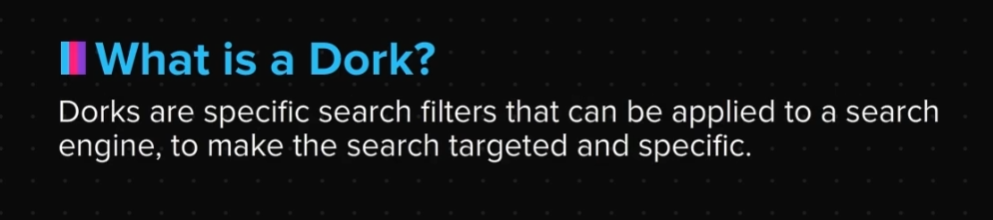 What is a Dork?
Dorks are specific search filters that can be applied to a search
engine, to make the search targeted and specific.